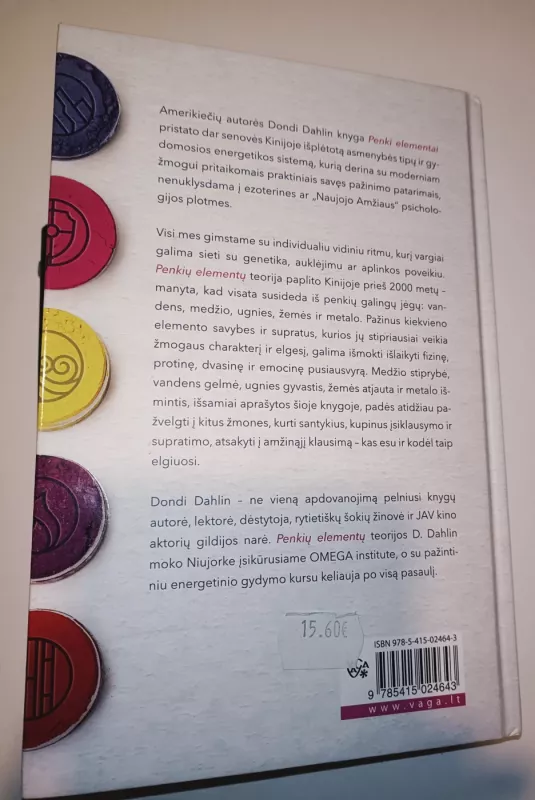 Amerikiečių autorės Dondi Dahlin knyga Penki elementai
pristato dar senovės Kinijoje išplėtotą asmenybės tipų ir gy-
domosios energetikos sistemą, kurią derina su moderniam
žmogui pritaikomais praktiniais savęs pažinimo patarimais,
nenuklysdama į ezoterines ar „Naujojo Amžiaus" psicholo-
gijos plotmes.
Visi mes gimstame su individualiu vidiniu ritmu, kurį vargiai
galima sieti su genetika, auklėjimu ar aplinkos poveikiu.
Penkių elementų teorija paplito Kinijoje prieš 2000 metų -
manyta, kad visata susideda iš penkių galingų jėgų: van-
dens, medžio, ugnies, žemės ir metalo. Pažinus kiekvieno
elemento savybes ir supratus, kurios jų stipriausiai veikia
žmogaus charakterį ir elgesį, galima išmokti išlaikyti fizinę,
protinę, dvasinę ir emocinę pusiausvyrą. Medžio stiprybė,
vandens gelmė, ugnies gyvastis, žemės atjauta ir metalo iš-
mintis, išsamiai aprašytos šioje knygoje, padės atidžiau pa-
žvelgti į kitus žmones, kurti santykius, kupinus įsiklausymo ir
supratimo, atsakyti į amžinąjį klausimą - kas esu ir kodėl taip
elgiuosi.
Dondi Dahlin - ne vieną apdovanojimą pelniusi knygų
autorė, lektorė, dėstytoja, rytietiškų šokių žinovė ir JAV kino
aktorių gildijos narė. Penkių elementų teorijos D. Dahlin
moko Niujorke įsikūrusiame OMEGA institute, o su pažinti-
niu energetinio gydymo kursu keliauja po visą pasaulį.
15.60€
ISBN 978-5-415-02464-3
VAGA
9 785415 024643
www.vaga.lt